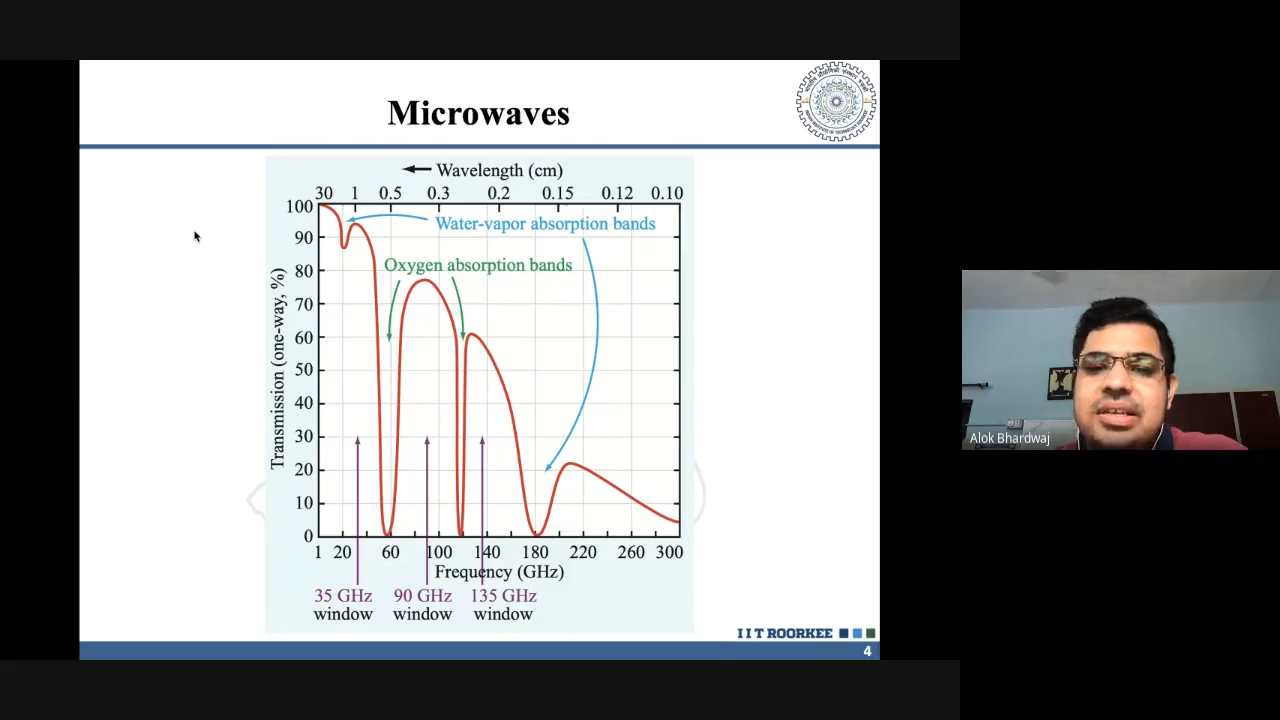 Microwaves
Wavelength (cm)
30 1 0.5 0.3 0.2 0.15 0.12 0.10
Water-vapor absorption bands
Oxygen absorption bands
Transmission (one-way, %)
100
90
80
70
60
50
40
30
20
10
0
1 20 60 100 140 180 220 260 300
Frequency (GHz)
35 GHz window
90 GHz window
135 GHz window
IIT ROORKEE
4
Alok Bhardwaj